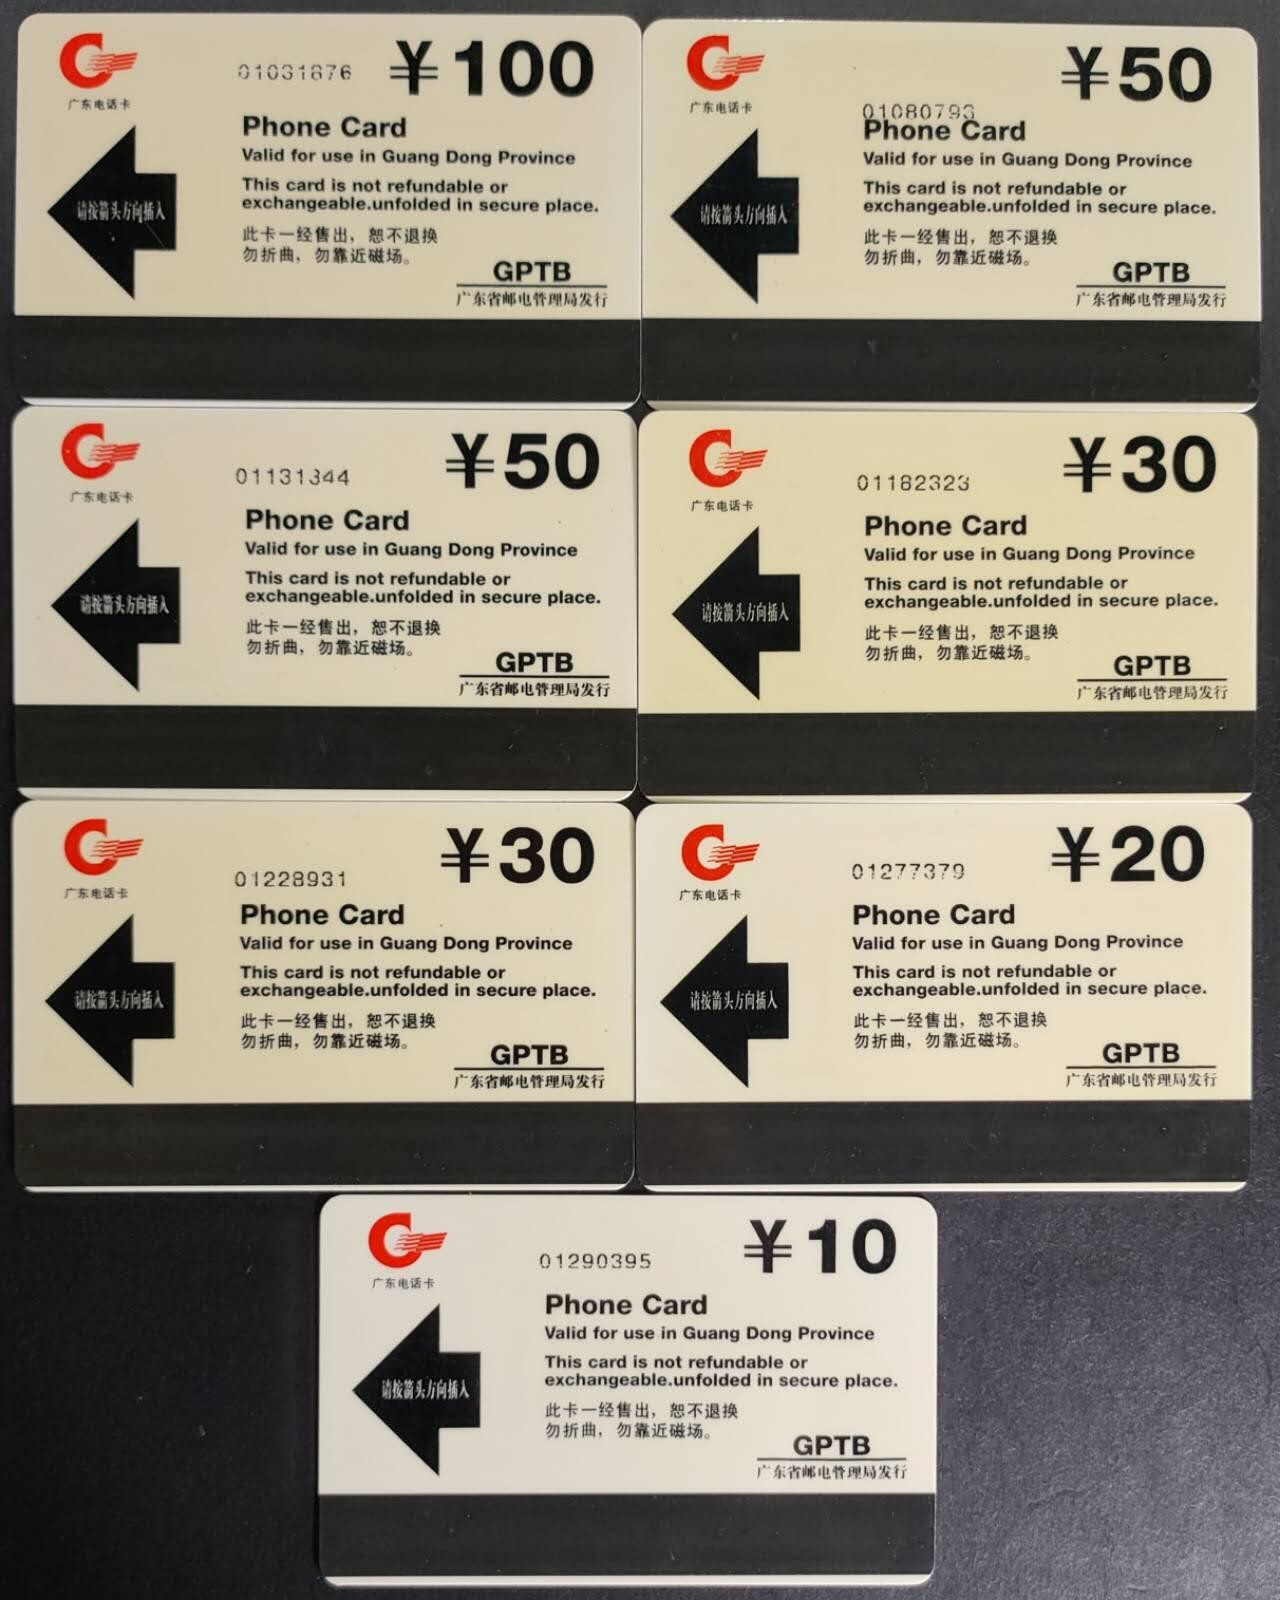 01031876 ¥100
广东电话卡
Phone Card
Valid for use in Guang Dong Province
This card is not refundable or
exchangeable.unfolded in secure place.
请按箭头方向插入
此卡一经售出，恕不退换
勿折曲，勿靠近磁场。
GPTB
广东省邮电管理局发行
¥50
广东电话卡
01080793
Phone Card
Valid for use in Guang Dong Province
This card is not refundable or
exchangeable.unfolded in secure place.
请按箭头方向插入
此卡一经售出，恕不退换
勿折曲，勿靠近磁场。
GPTB
广东省邮电管理局发行
01131344 ¥50
广东电话卡
Phone Card
Valid for use in Guang Dong Province
This card is not refundable or
exchangeable.unfolded in secure place.
请按箭头方向插入
此卡一经售出，恕不退换
勿折曲，勿靠近磁场。
GPTB
广东省邮电管理局发行
01182323 ¥30
广东电话卡
Phone Card
Valid for use in Guang Dong Province
This card is not refundable or
exchangeable.unfolded in secure place.
请按箭头方向插入
此卡一经售出，恕不退换
勿折曲，勿靠近磁场。
GPTB
广东省邮电管理局发行
01228931 ¥30
广东电话卡
Phone Card
Valid for use in Guang Dong Province
This card is not refundable or
exchangeable.unfolded in secure place.
请按箭头方向插入
此卡一经售出，恕不退换
勿折曲，勿靠近磁场。
GPTB
广东省邮电管理局发行
01277379 ¥20
广东电话卡
Phone Card
Valid for use in Guang Dong Province
This card is not refundable or
exchangeable.unfolded in secure place.
请按箭头方向插入
此卡一经售出，恕不退换
勿折曲，勿靠近磁场。
GPTB
广东省邮电管理局发行
01290395 ¥10
广东电话卡
Phone Card
Valid for use in Guang Dong Province
This card is not refundable or
exchangeable.unfolded in secure place.
请按箭头方向插入
此卡一经售出，恕不退换
勿折曲，勿靠近磁场。
GPTB
广东省邮电管理局发行